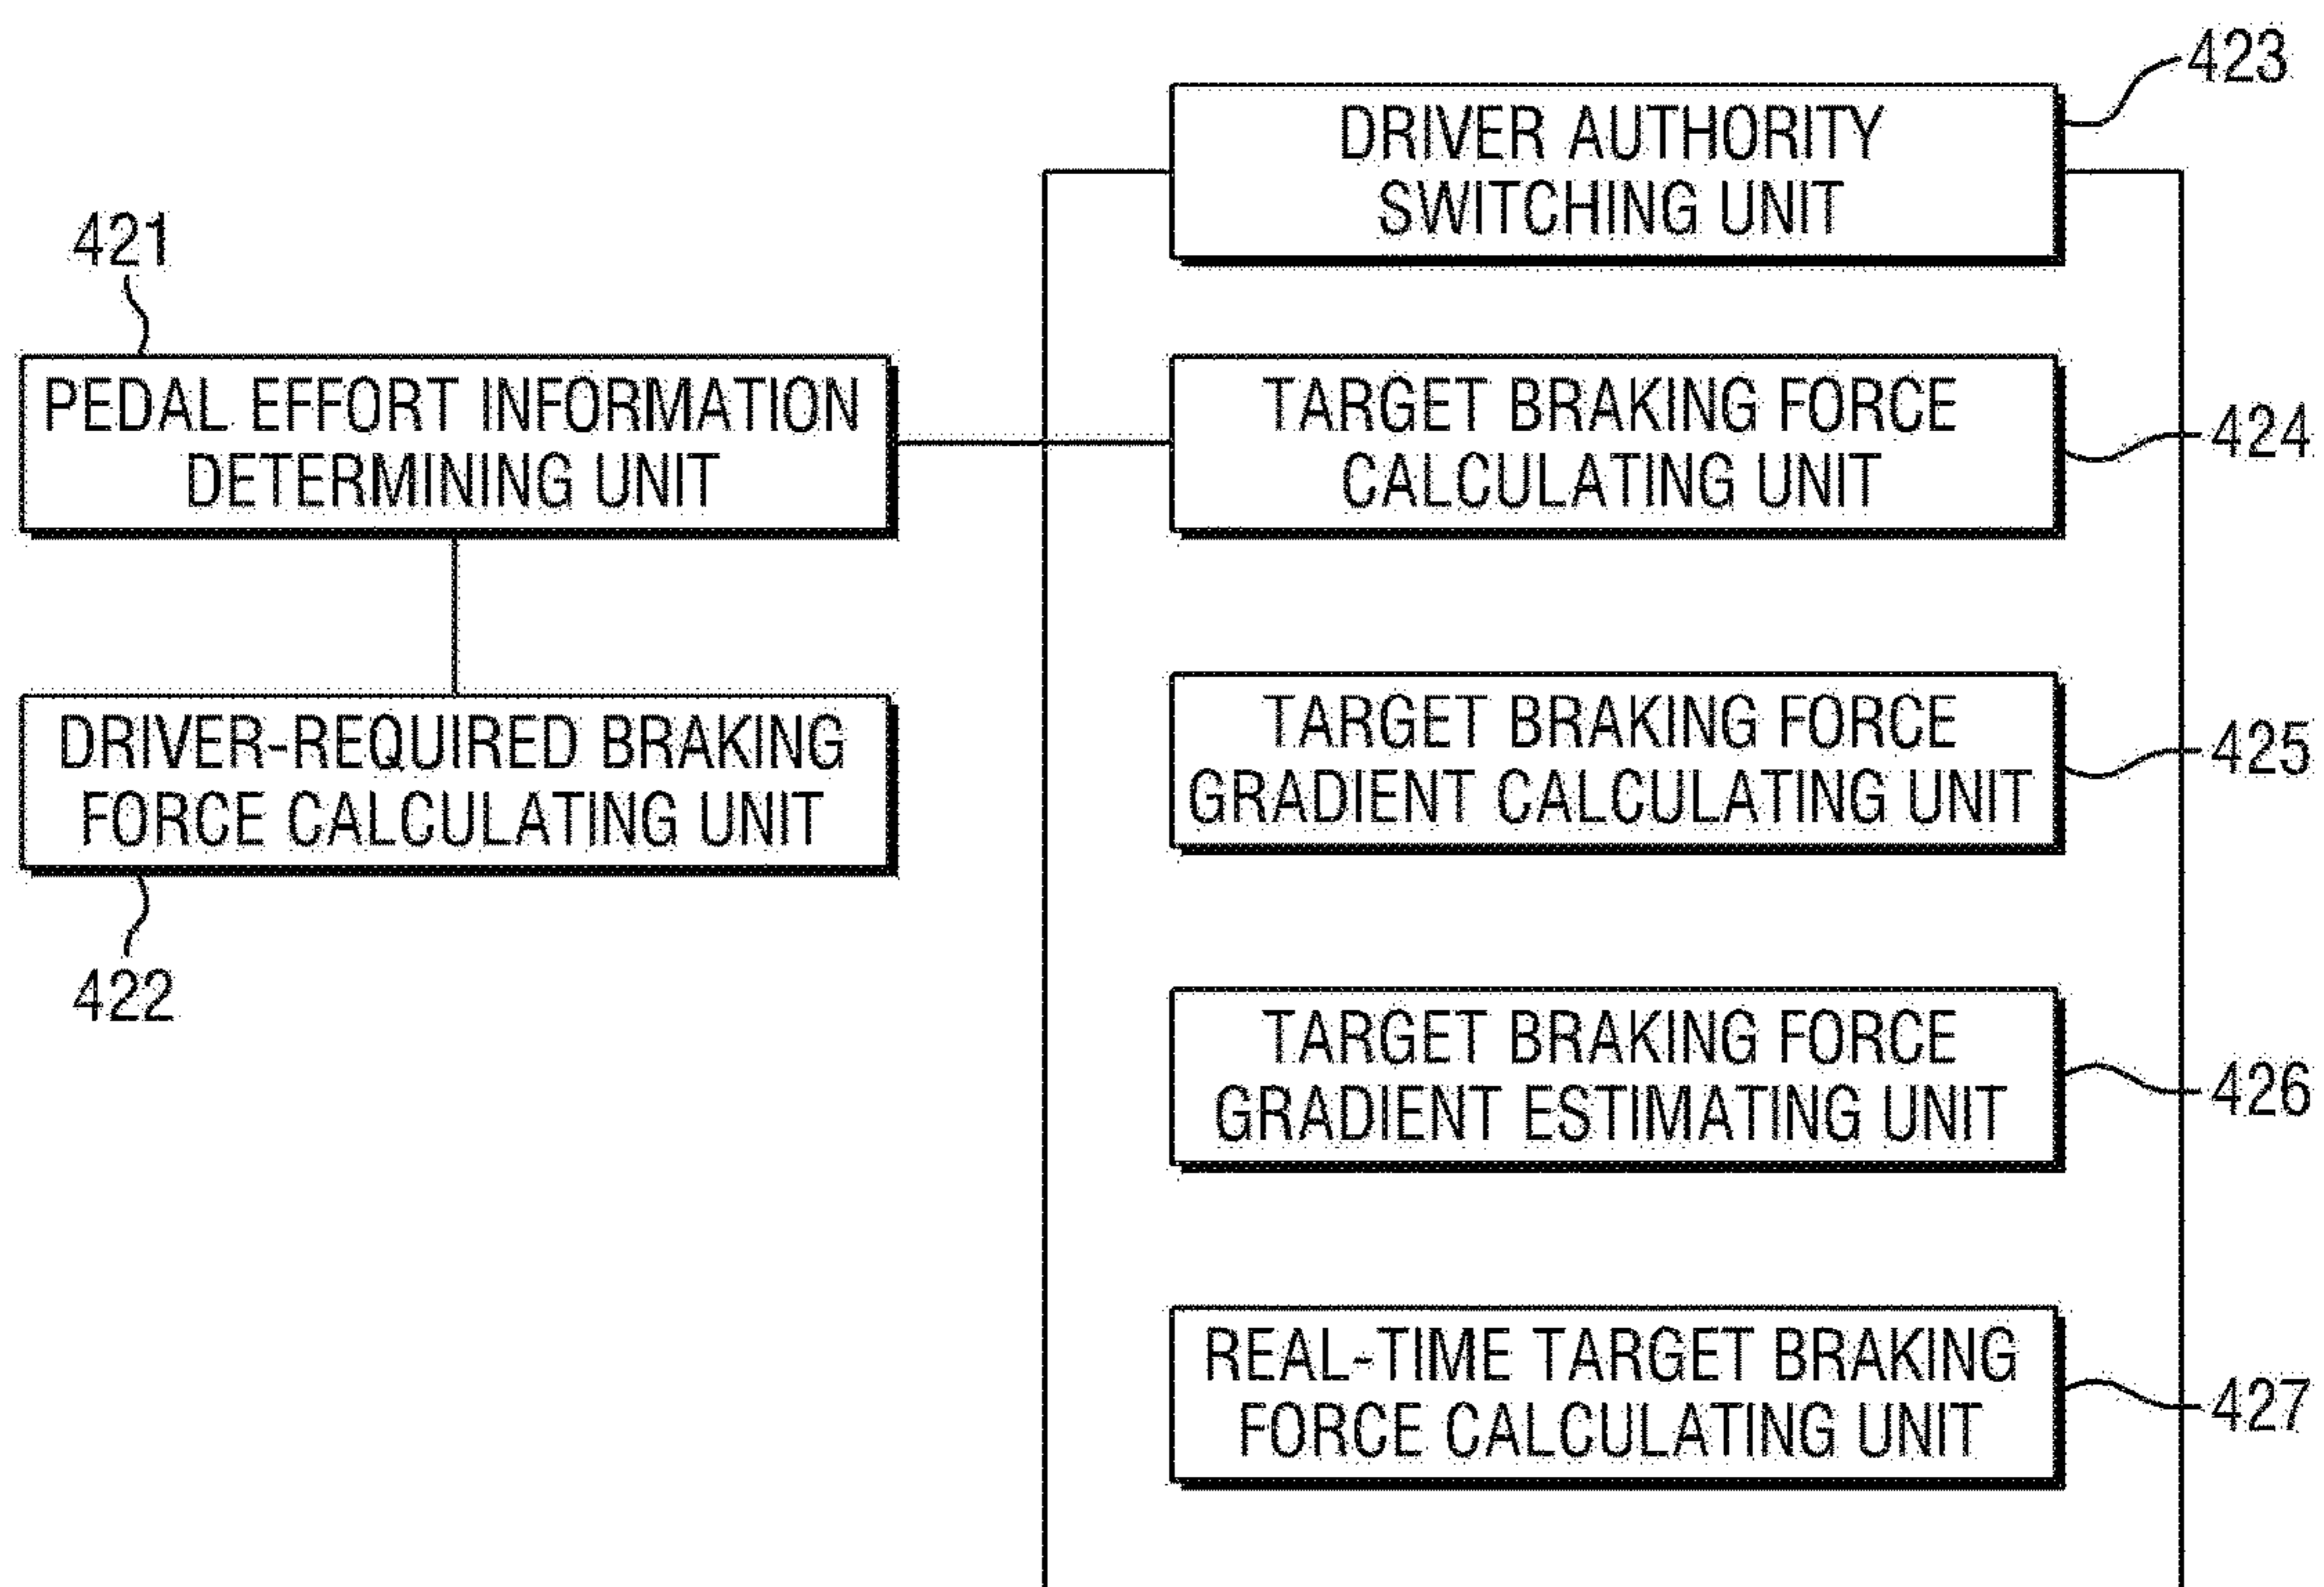 423
DRIVER AUTHORITY
SWITCHING UNIT
421
PEDAL EFFORT INFORMATION
DETERMINING UNIT
TARGET BRAKING FORCE
CALCULATING UNIT
424
DRIVER-REQUIRED BRAKING
FORCE CALCULATING UNIT
422
TARGET BRAKING FORCE
GRADIENT CALCULATING UNIT
425
TARGET BRAKING FORCE
GRADIENT ESTIMATING UNIT
426
REAL-TIME TARGET BRAKING
FORCE CALCULATING UNIT
427